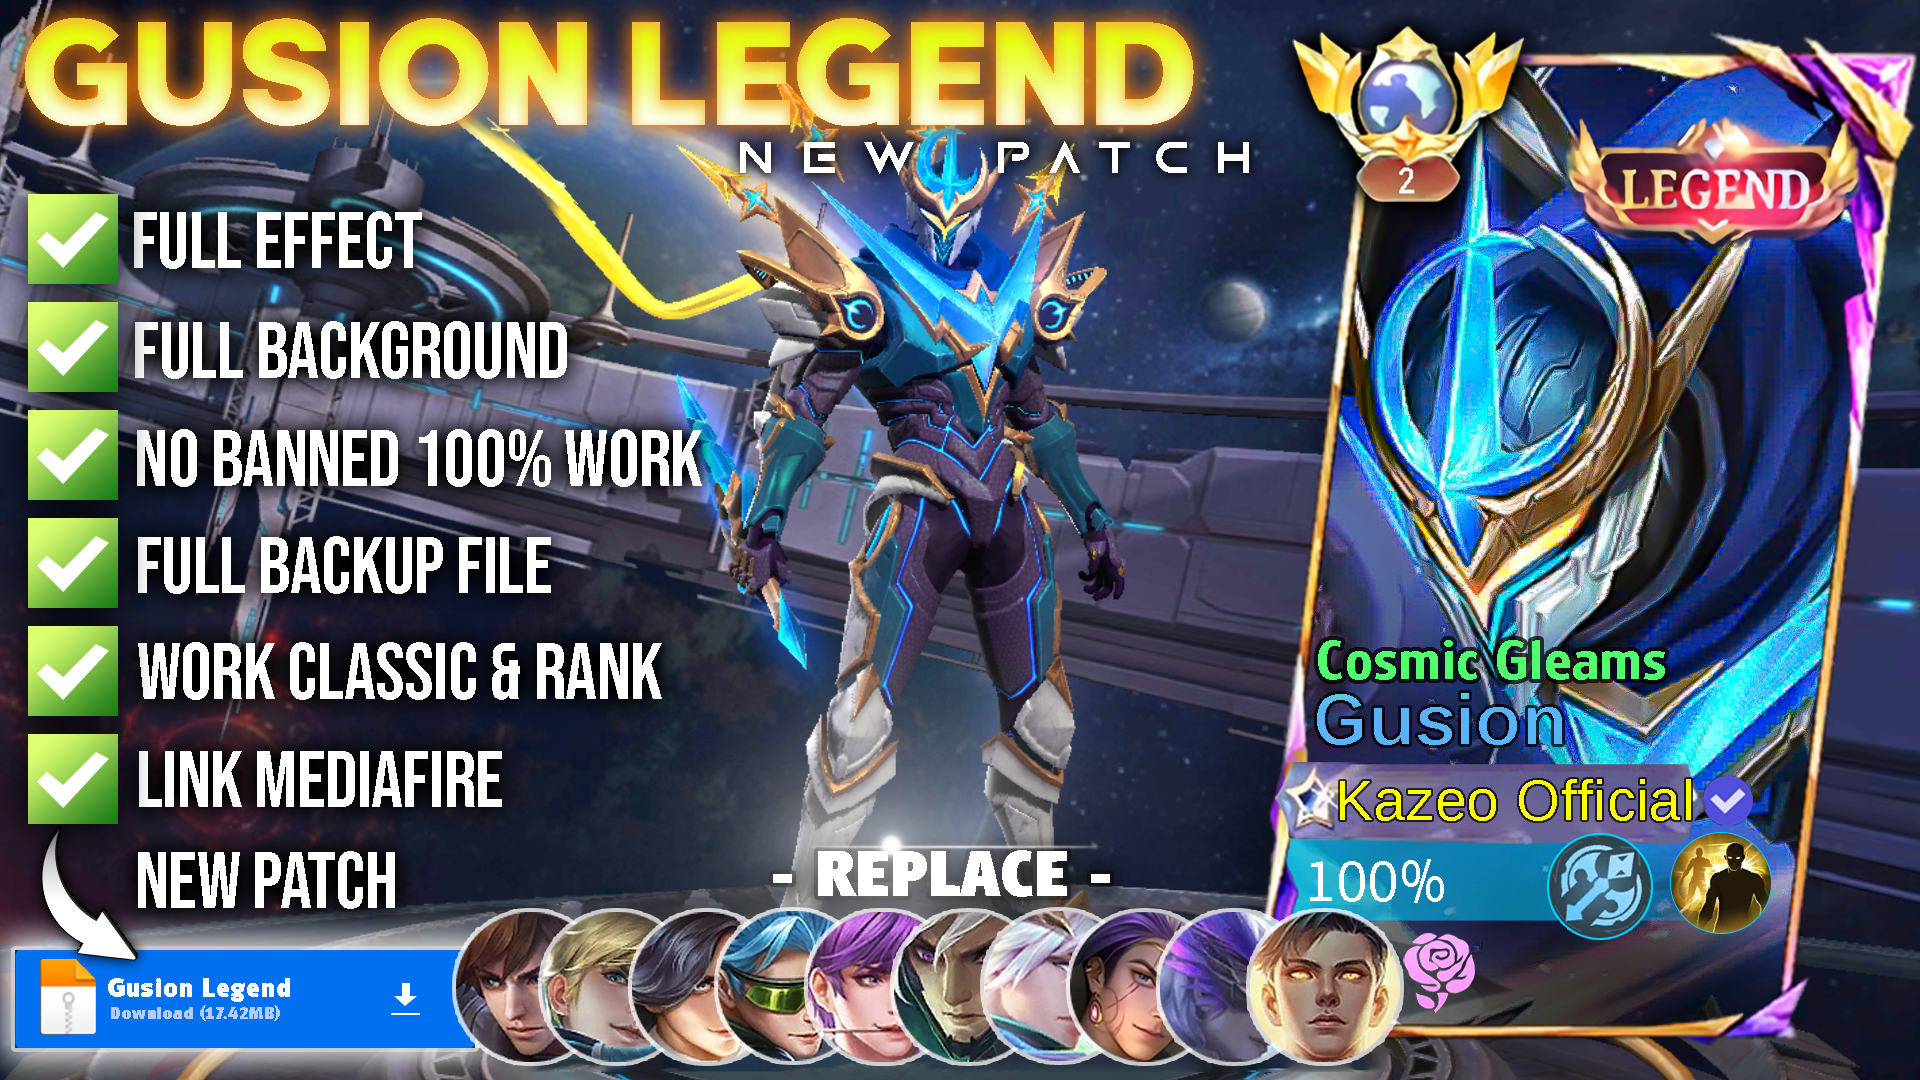 GUSION LEGEND
NEW PATCH
FULL EFFECT
FULL BACKGROUND
NO BANNED 100% WORK
FULL BACKUP FILE
WORK CLASSIC & RANK
LINK MEDIAFIRE
NEW PATCH
Gusion Legend
Download (17.42MB)
- REPLACE -
2
LEGEND
Cosmic Gleams
Gusion
Kazeo Official
100%